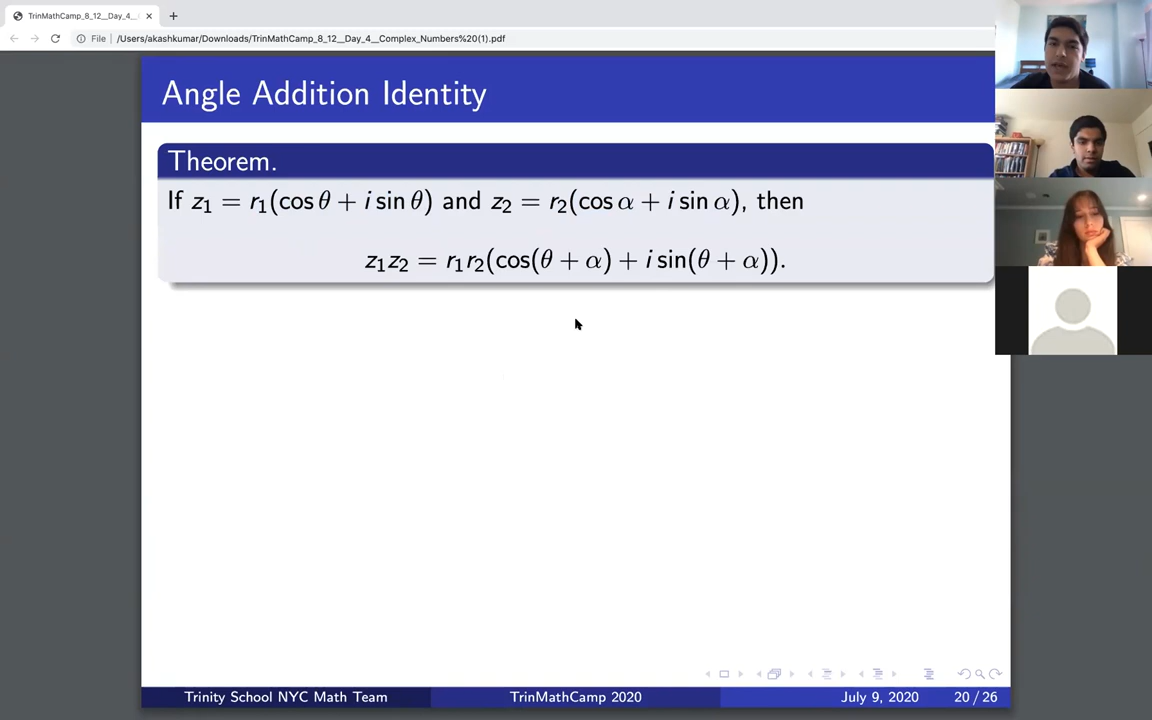 TrinMathCamp_8_12__Day_4__
File /Users/akashkumar/Downloads/TrinMathCamp_8_12__Day_4__Complex_Numbers%20(1).pdf
Angle Addition Identity
Theorem.
If z₁ = r₁(cos θ + i sin θ) and z₂ = r₂(cos α + i sin α), then
z₁z₂ = r₁r₂(cos(θ + α) + i sin(θ + α)).
Trinity School NYC Math Team TrinMathCamp 2020 July 9, 2020 20 / 26